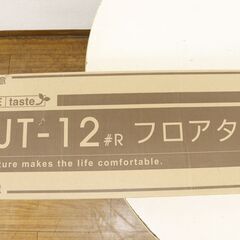 E taste
UT-12#R フロアタ
ture makes the life comfortable.